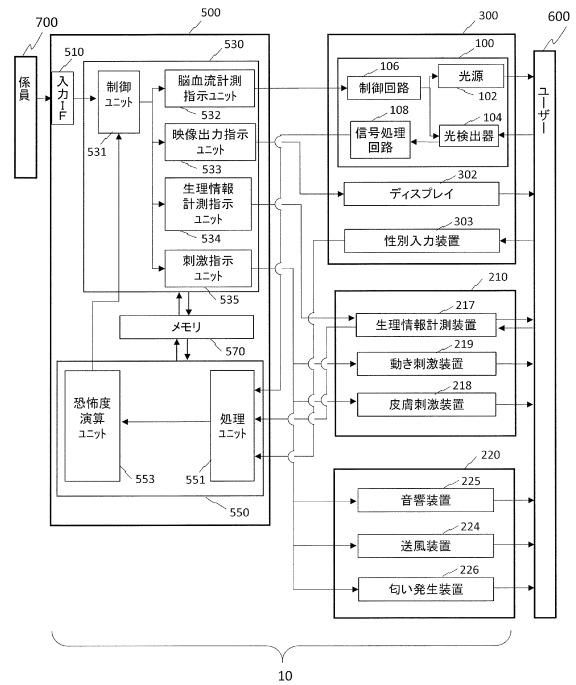 700
500
300
600
510
530
100
係員
入力IF
制御
ユニット
531
脳血流計測
指示ユニット
532
映像出力指示
ユニット
533
生理情報
計測指示
ユニット
534
刺激指示
ユニット
535
106
制御回路
光源
102
108
信号処理
回路
104
光検出器
302
ディスプレイ
303
性別入力装置
ユーザー
メモリ
570
210
217
生理情報計測装置
219
動き刺激装置
218
皮膚刺激装置
恐怖度
演算
ユニット
553
処理
ユニット
551
550
220
225
音響装置
224
送風装置
226
匂い発生装置
10